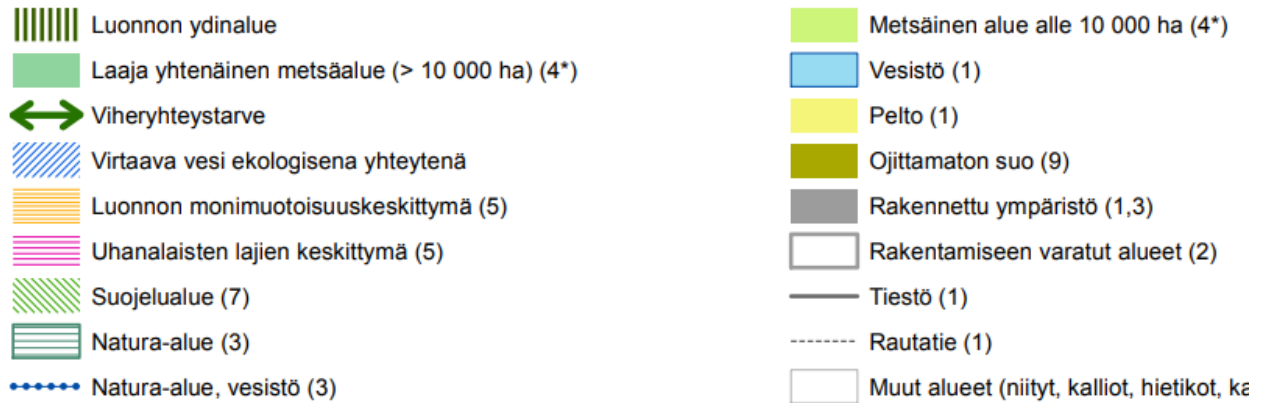 Luonnon ydinalue
Laaja yhtenäinen metsäalue (> 10 000 ha) (4*)
Viheryhteystarve
Virtaava vesi ekologisena yhteytenä
Luonnon monimuotoisuuskeskittymä (5)
Uhanalaisten lajien keskittymä (5)
Suojelualue (7)
Natura-alue (3)
Natura-alue, vesistö (3)
Metsäinen alue alle 10 000 ha (4*)
Vesistö (1)
Pelto (1)
Ojittamaton suo (9)
Rakennettu ympäristö (1,3)
Rakentamiseen varatut alueet (2)
Tiestö (1)
Rautatie (1)
Muut alueet (niityt, kalliot, hietikot,